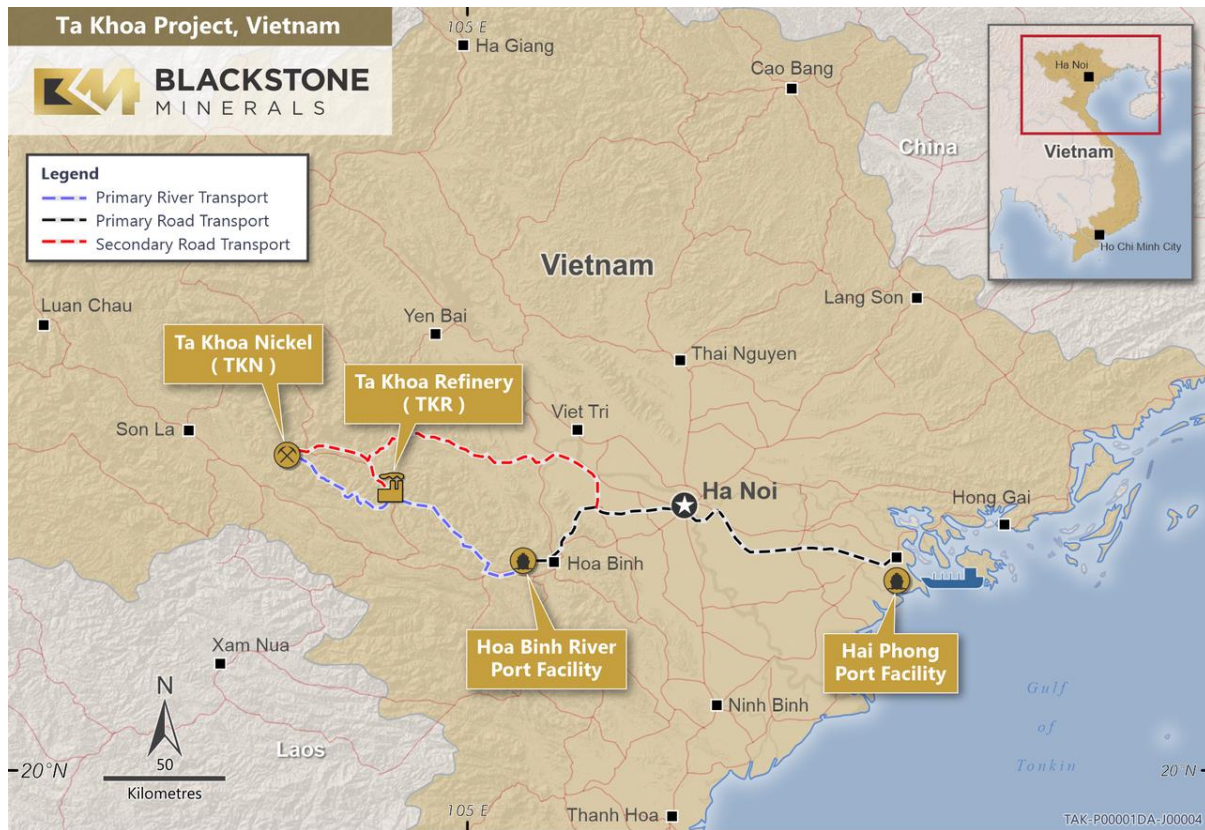 Ta Khoa Project, Vietnam
BLACKSTONE
MINERALS
Legend
Primary River Transport
Primary Road Transport
Secondary Road Transport
105 E
Ha Giang
Cao Bang
China
Ha Noi
Vietnam
Ho Chi Minh City
Vietnam
Luan Chau
Yen Bai
Lang Son
Thai Nguyen
Ta Khoa Nickel
( TKN )
Ta Khoa Refinery
( TKR )
Son La
Viet Tri
Ha Noi
Hong Gai
Hoa Binh
Hoa Binh River
Port Facility
Hai Phong
Port Facility
Xam Nua
Ninh Binh
Gulf
of
Tonkin
N
50
Kilometres
Laos
20°N
20°N
105 E
Thanh Hoa
TAK-P00001DA-J00004